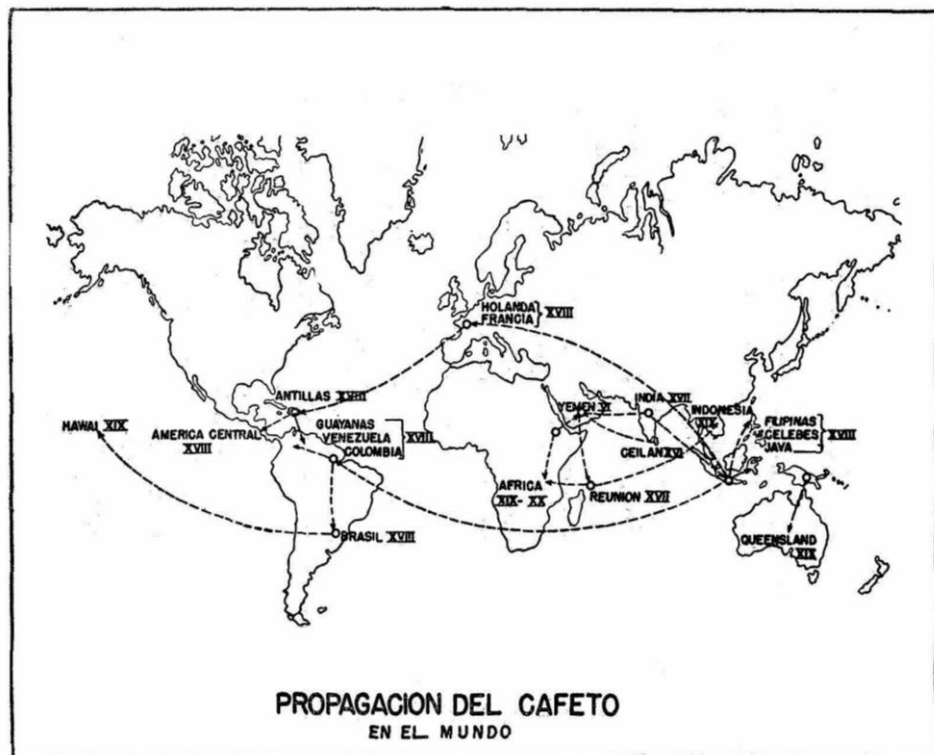 HOLANDA
FRANCIA XVIII
ANTILLAS XVIII
HAWAI XIX
AMERICA CENTRAL
XVIII
GUAYANAS
VENEZUELA
COLOMBIA
XVIII
BRASIL XVIII
YEMEN VI
INDIA XVII
CEILAN XVI
INDONESIA
XIX
FILIPINAS
CELEBES
JAVA
XVIII
AFRICA
XIX-XX
REUNION XVII
QUEENSLAND
XIX
PROPAGACION DEL CAFETO
EN EL MUNDO